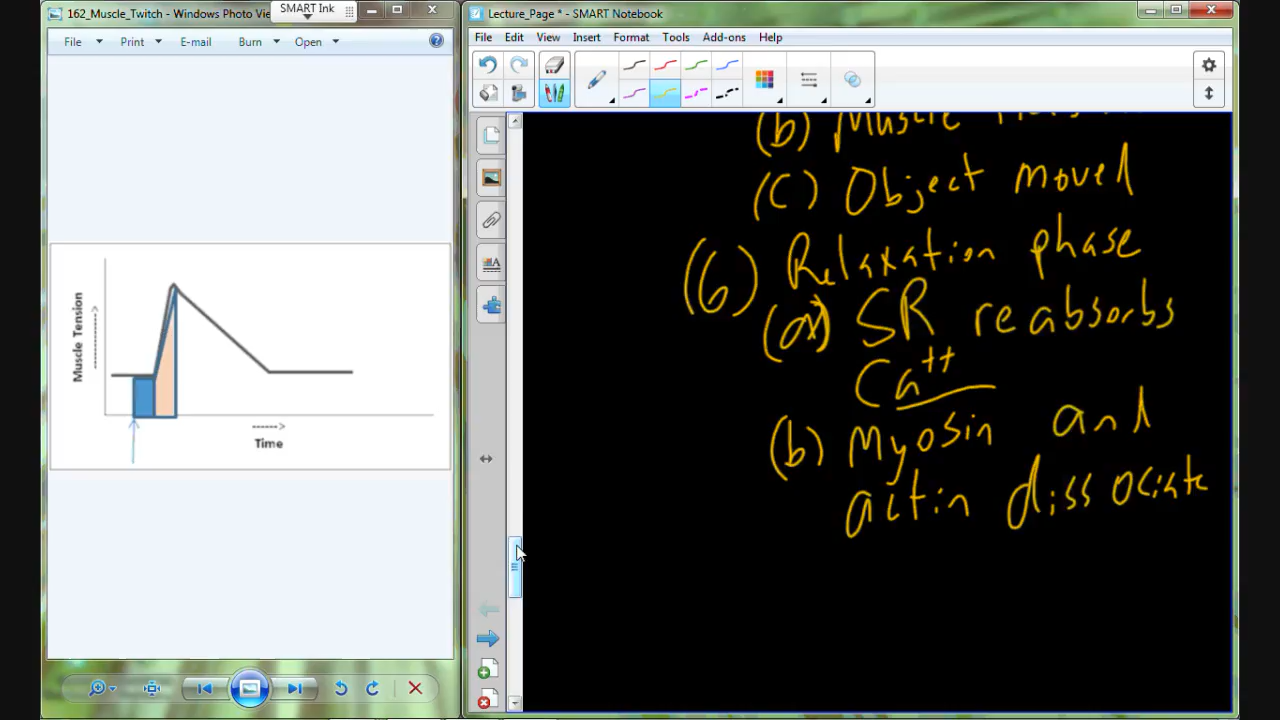 162_Muscle_Twitch - Windows Photo Vie
SMART Ink
File Print E-mail Burn Open
Muscle Tension
---->
---->
Time
Lecture_Page * - SMART Notebook
File Edit View Insert Format Tools Add-ons Help
(b) Muscle
(c) Object moved
(6) Relaxation phase
(a) SR reabsorbs
Ca++
(b) Myosin and
actin dissociate